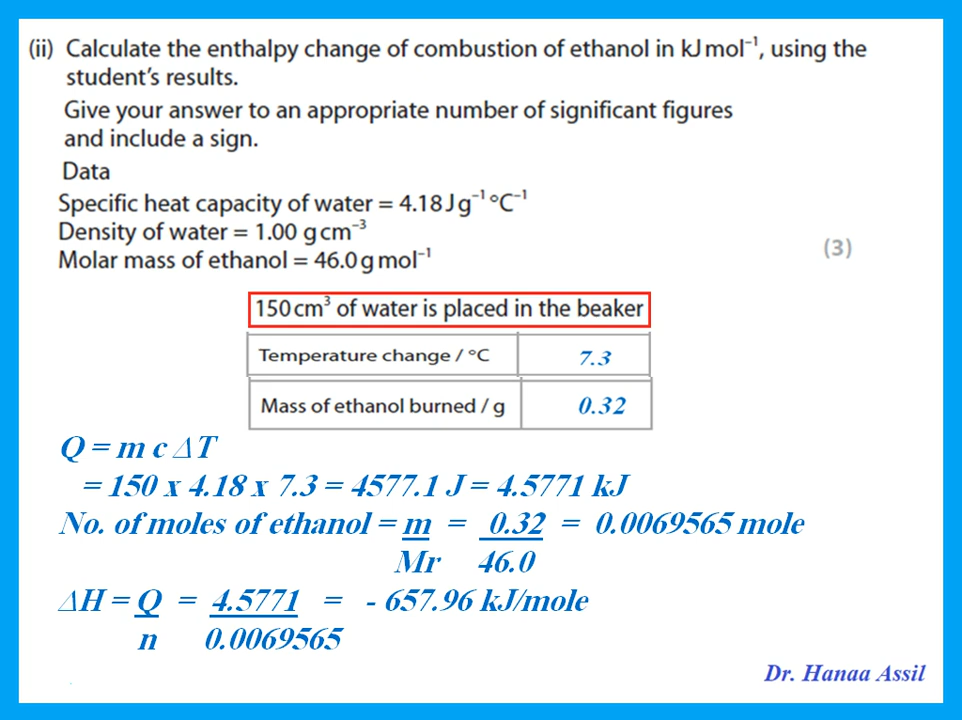 (ii) Calculate the enthalpy change of combustion of ethanol in kJ mol⁻¹, using the
student's results.
Give your answer to an appropriate number of significant figures
and include a sign.
Data
Specific heat capacity of water = 4.18 J g⁻¹ °C⁻¹
Density of water = 1.00 g cm⁻³
Molar mass of ethanol = 46.0 g mol⁻¹
(3)
150 cm³ of water is placed in the beaker
Temperature change / °C 7.3
Mass of ethanol burned / g 0.32
Q = m c △T
= 150 x 4.18 x 7.3 = 4577.1 J = 4.5771 kJ
No. of moles of ethanol = m = 0.32 = 0.0069565 mole
Mr 46.0
△H = Q = 4.5771 = - 657.96 kJ/mole
n 0.0069565
Dr. Hanaa Assil